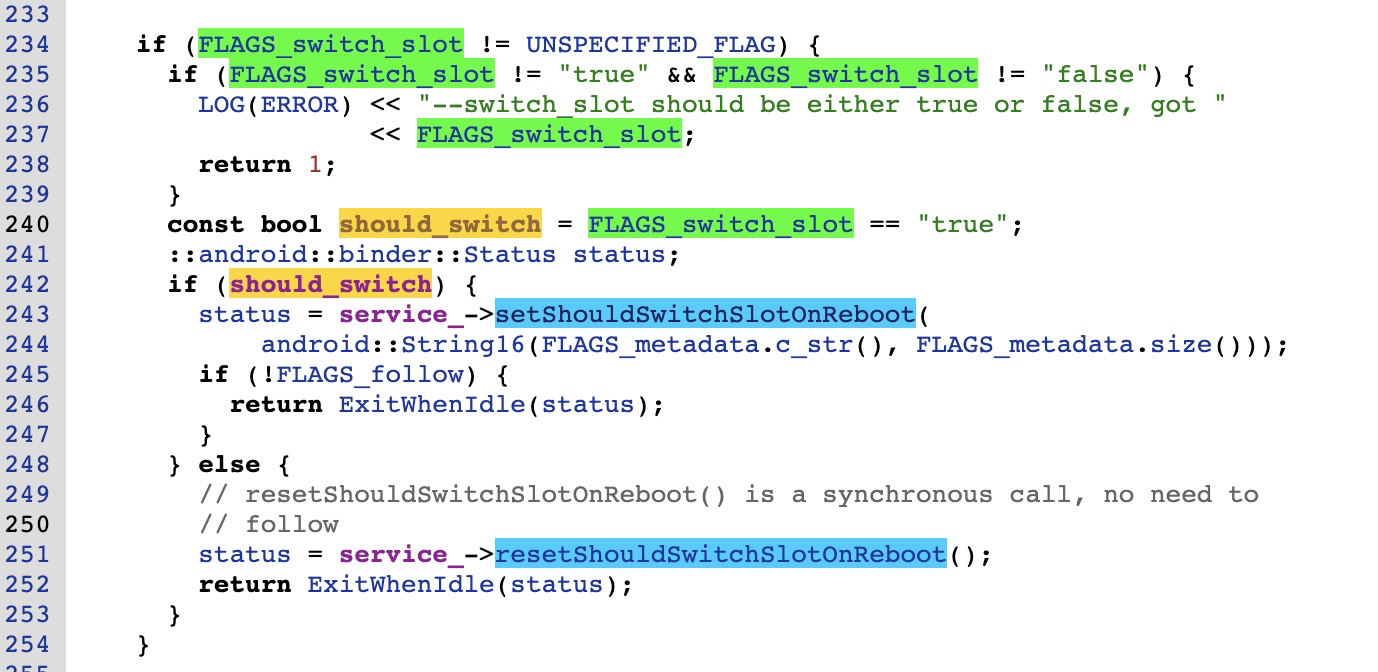 233
234 if (FLAGS_switch_slot != UNSPECIFIED_FLAG) {
235 if (FLAGS_switch_slot != "true" && FLAGS_switch_slot != "false") {
236 LOG(ERROR) << "--switch_slot should be either true or false, got "
237 << FLAGS_switch_slot;
238 return 1;
239 }
240 const bool should_switch = FLAGS_switch_slot == "true";
241 ::android::binder::Status status;
242 if (should_switch) {
243 status = service_->setShouldSwitchSlotOnReboot(
244 android::String16(FLAGS_metadata.c_str(), FLAGS_metadata.size()));
245 if (!FLAGS_follow) {
246 return ExitWhenIdle(status);
247 }
248 } else {
249 // resetShouldSwitchSlotOnReboot() is a synchronous call, no need to
250 // follow
251 status = service_->resetShouldSwitchSlotOnReboot();
252 return ExitWhenIdle(status);
253 }
254 }
255